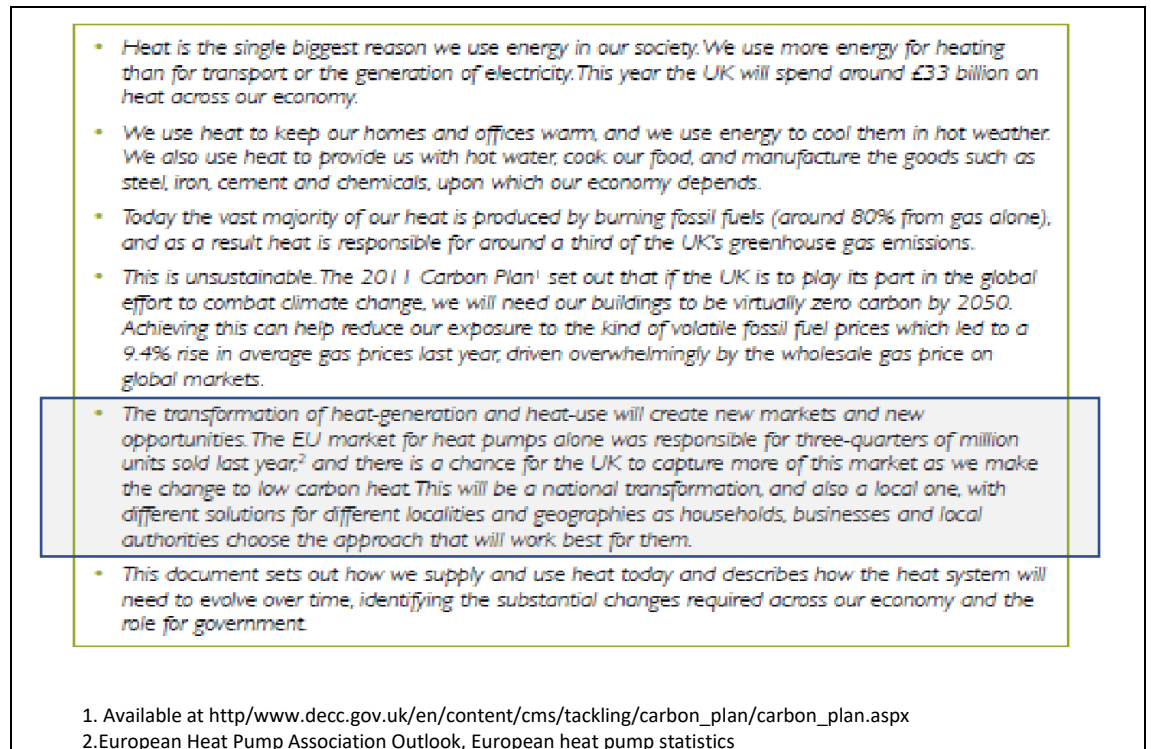 • Heat is the single biggest reason we use energy in our society. We use more energy for heating
than for transport or the generation of electricity. This year the UK will spend around £33 billion on
heat across our economy.
• We use heat to keep our homes and offices warm, and we use energy to cool them in hot weather.
We also use heat to provide us with hot water, cook our food, and manufacture the goods such as
steel, iron, cement and chemicals, upon which our economy depends.
• Today the vast majority of our heat is produced by burning fossil fuels (around 80% from gas alone),
and as a result heat is responsible for around a third of the UK's greenhouse gas emissions.
• This is unsustainable. The 2011 Carbon Plan¹ set out that if the UK is to play its part in the global
effort to combat climate change, we will need our buildings to be virtually zero carbon by 2050.
Achieving this can help reduce our exposure to the kind of volatile fossil fuel prices which led to a
9.4% rise in average gas prices last year, driven overwhelmingly by the wholesale gas price on
global markets.
• The transformation of heat-generation and heat-use will create new markets and new
opportunities. The EU market for heat pumps alone was responsible for three-quarters of million
units sold last year,² and there is a chance for the UK to capture more of this market as we make
the change to low carbon heat. This will be a national transformation, and also a local one, with
different solutions for different localities and geographies as households, businesses and local
authorities choose the approach that will work best for them.
• This document sets out how we supply and use heat today and describes how the heat system will
need to evolve over time, identifying the substantial changes required across our economy and the
role for government.
1. Available at http/www.decc.gov.uk/en/content/cms/tackling/carbon_plan/carbon_plan.aspx
2.European Heat Pump Association Outlook, European heat pump statistics